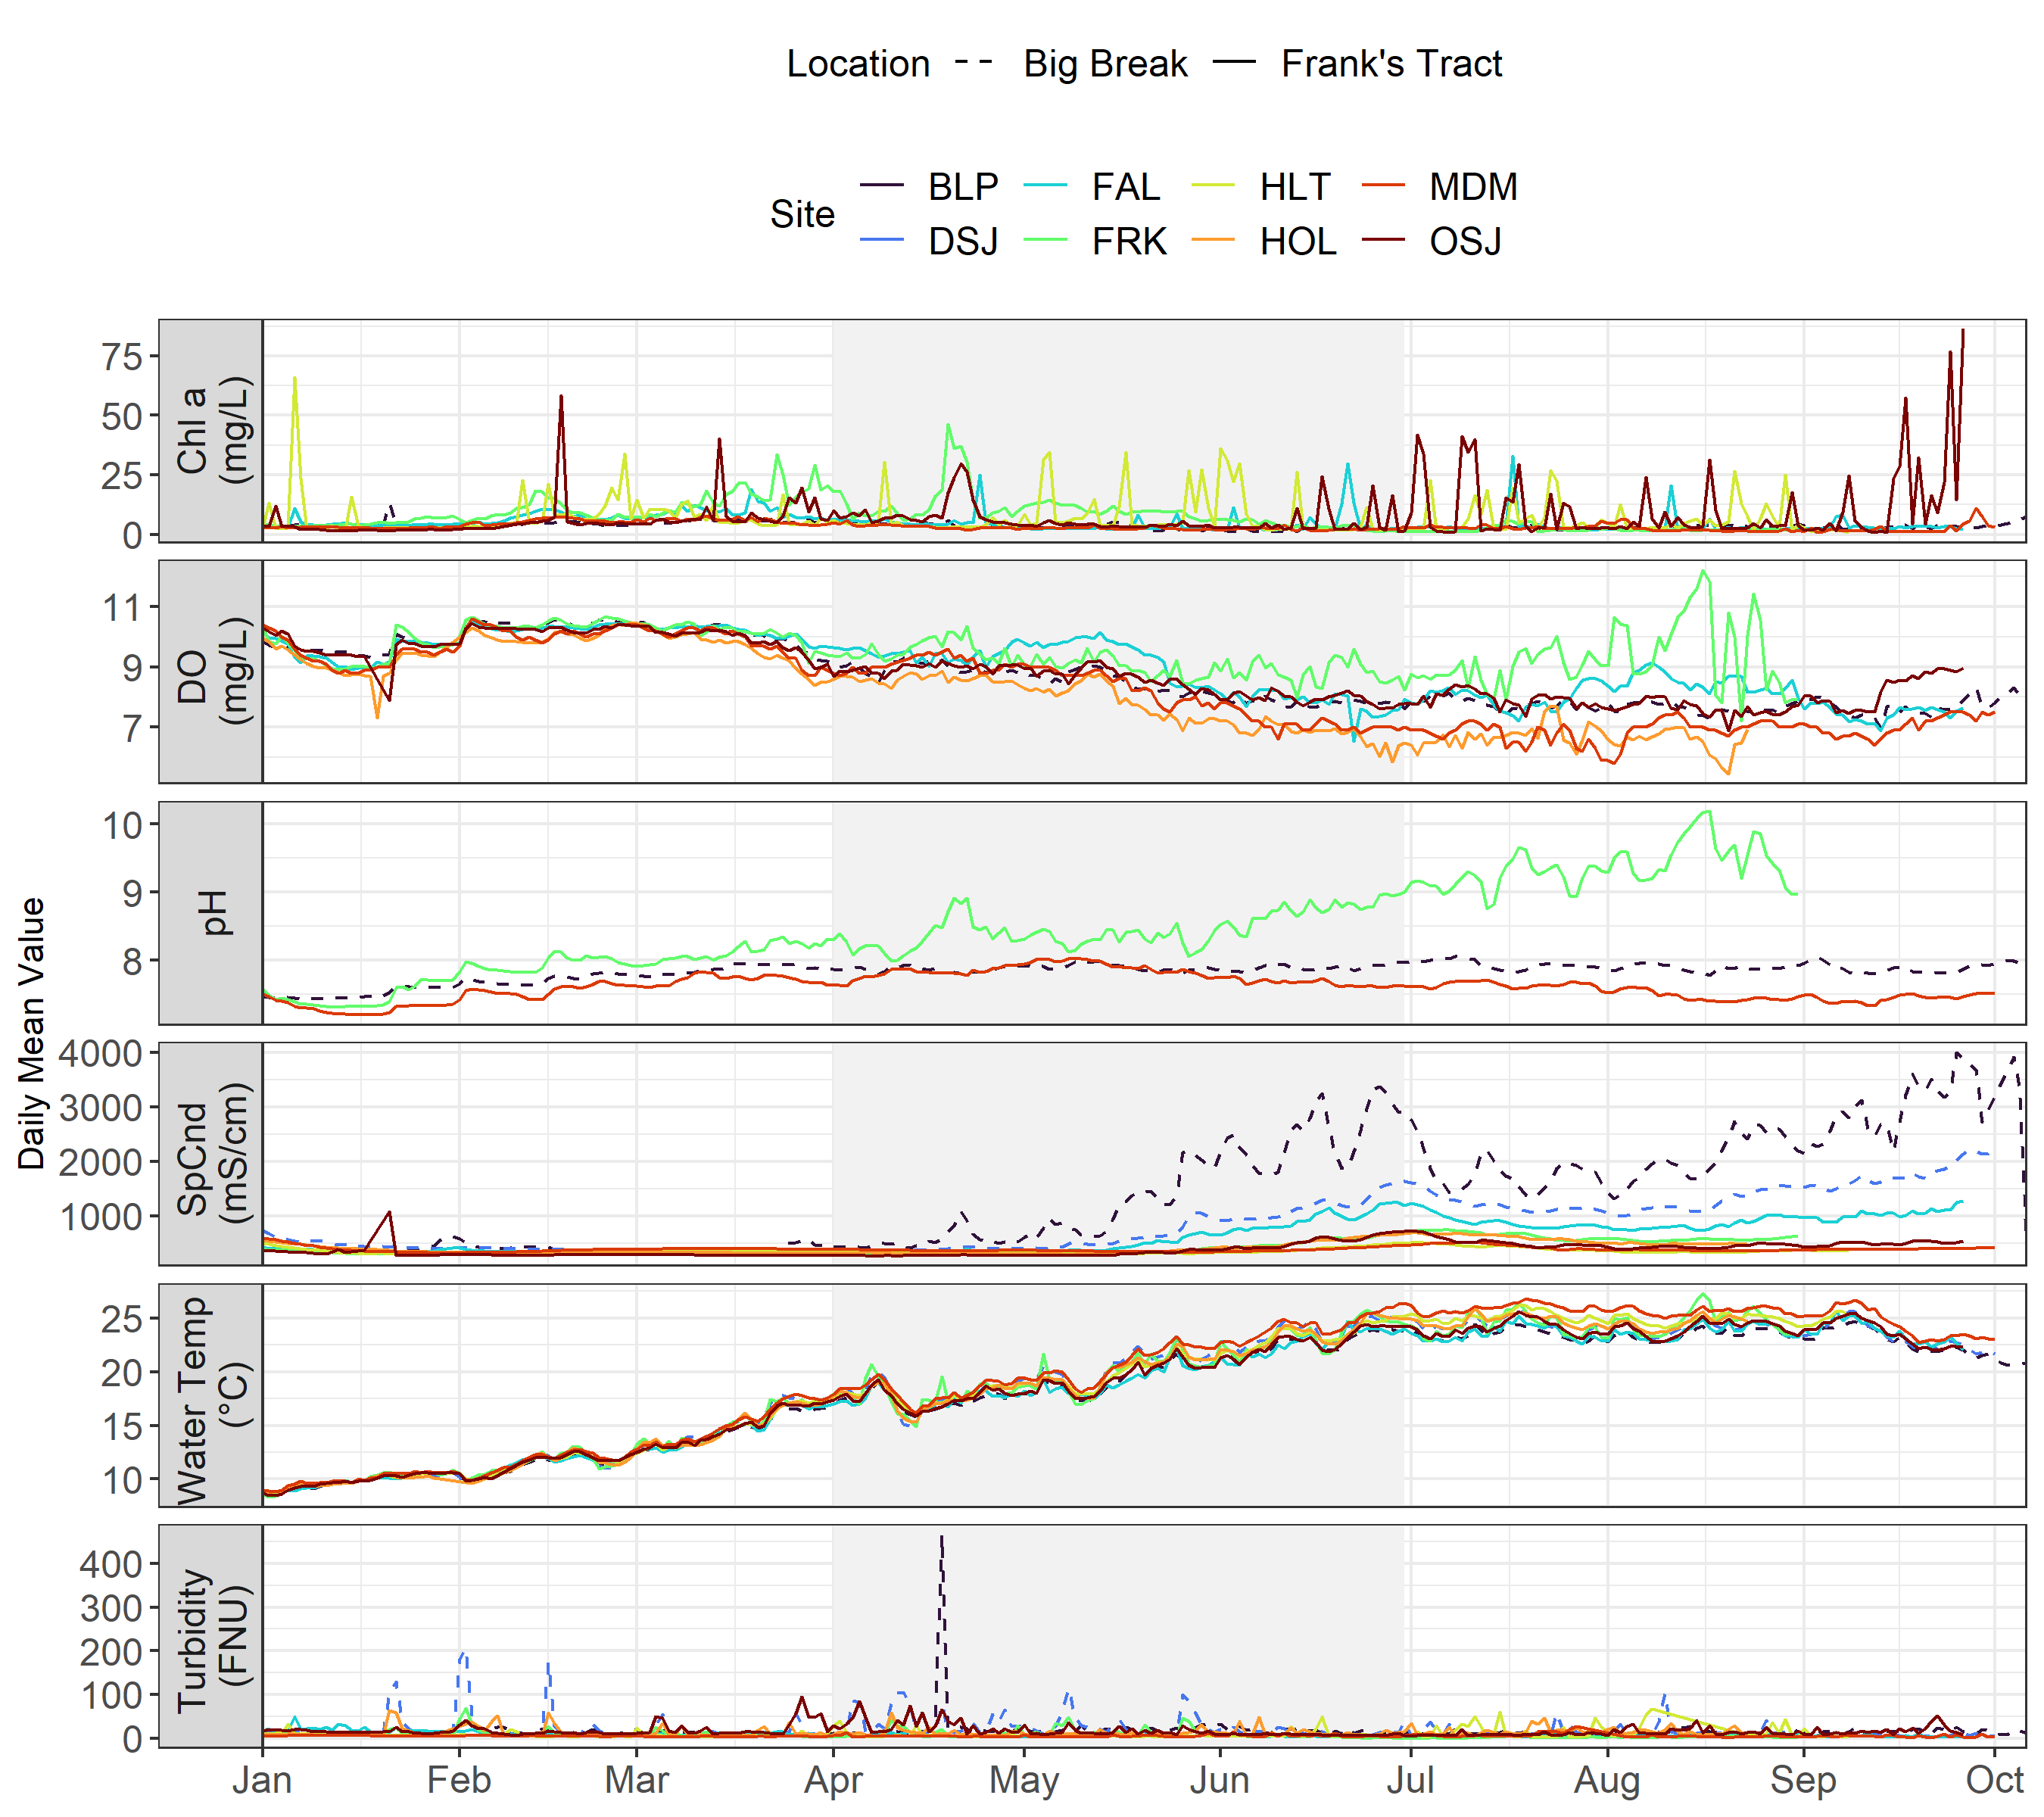 Location Big Break Frank's Tract
Site BLP FAL HLT MDM
DSJ FRK HOL OSJ
Daily Mean Value
Chl a
(mg/L)
75
50
25
0
DO
(mg/L)
11
9
7
pH
10
9
8
SpCnd
(mS/cm)
4000
3000
2000
1000
Water Temp
(°C)
25
20
15
10
Turbidity
(FNU)
400
300
200
100
0
Jan Feb Mar Apr May Jun Jul Aug Sep Oct